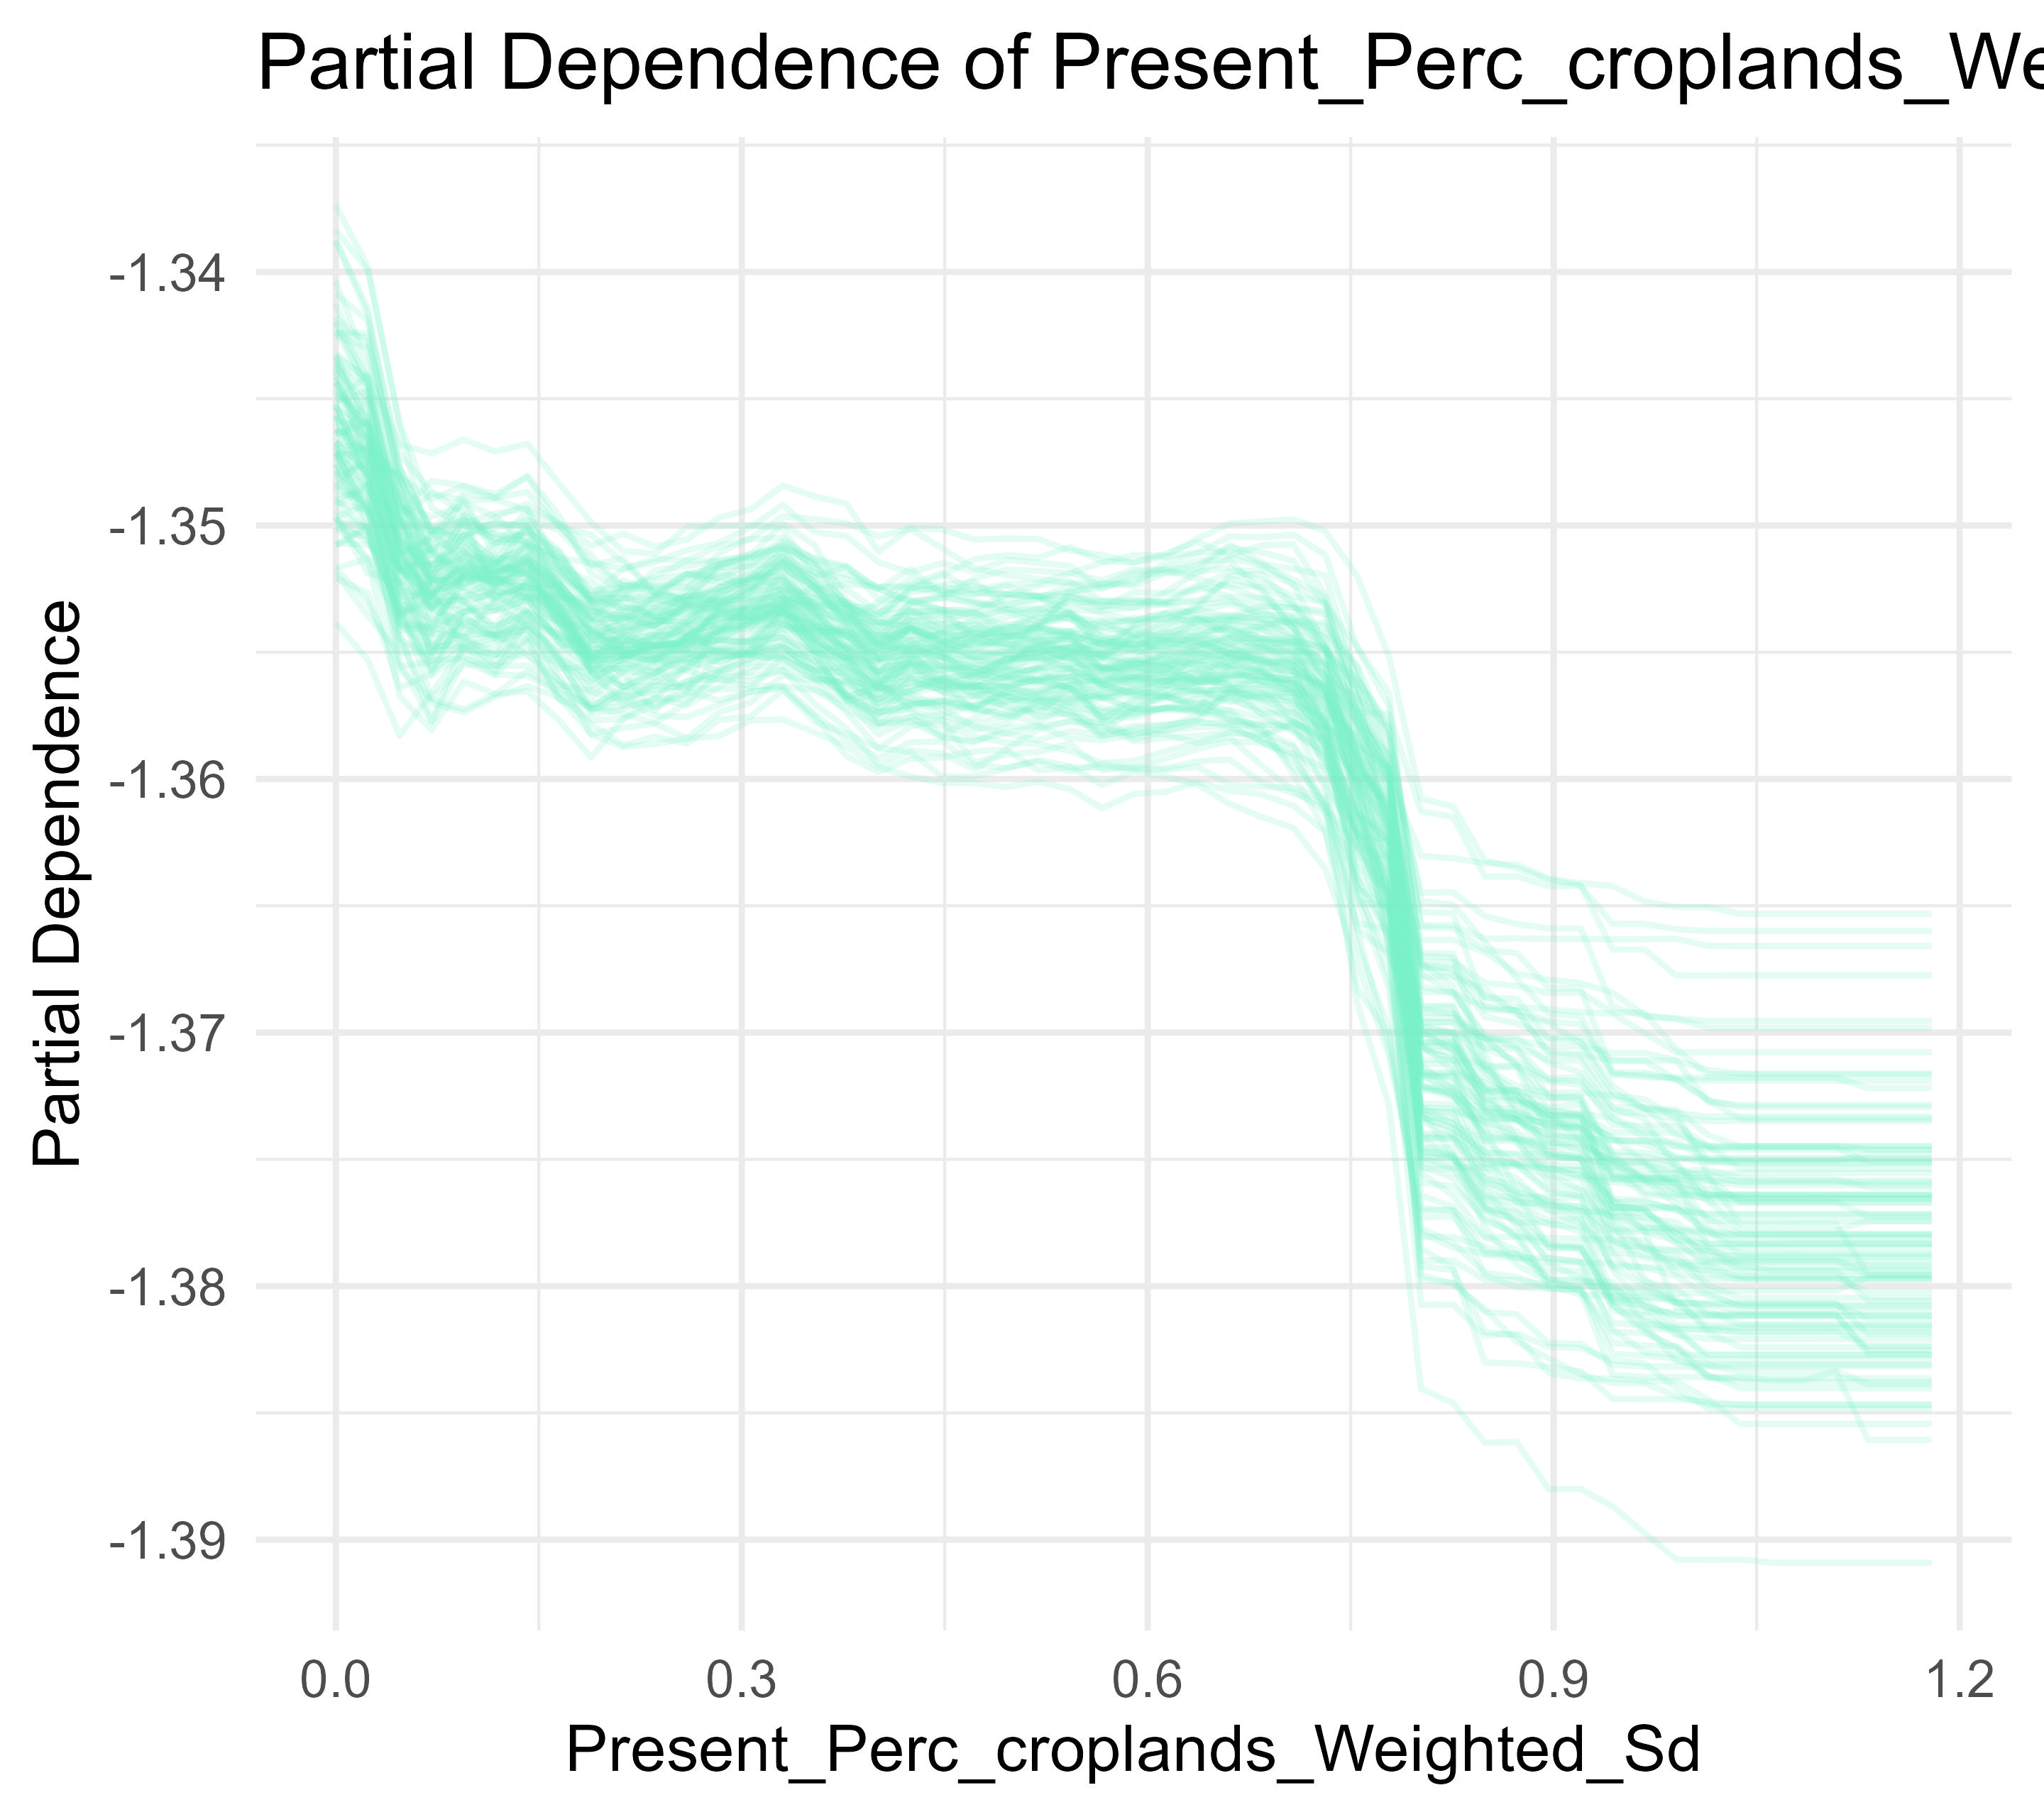 Partial Dependence of Present_Perc_croplands_We
-1.34
-1.35
-1.36
-1.37
-1.38
-1.39
Partial Dependence
0.0 0.3 0.6 0.9 1.2
Present_Perc_croplands_Weighted_Sd